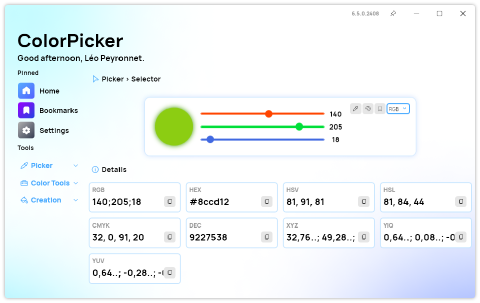 6.5.0.2409
ColorPicker
Good afternoon, Léo Peyronnet.
Pinned
Home
Bookmarks
Settings
Tools
Picker
Color Tools
Creation
Picker › Selector
RGB
140
205
18
Details
RGB
140;205;18
HEX
#8ccd12
HSV
81, 91, 81
HSL
81, 84, 44
CMYK
32, 0, 91, 20
DEC
9227538
XYZ
32,76..; 49,28..;
YIQ
0,64..; 0,08..; -0
YUV
0,64..; -0,28..; -